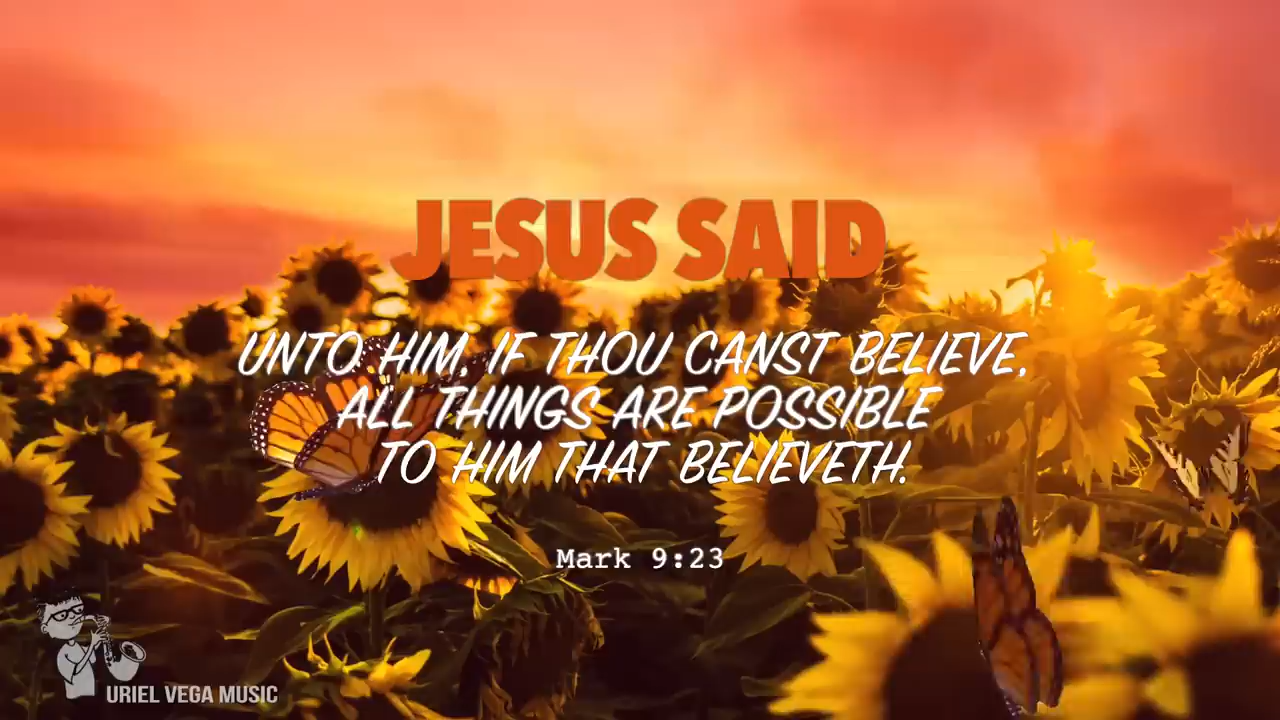 JESUS SAID
UNTO HIM, IF THOU CANST BELIEVE,
ALL THINGS ARE POSSIBLE
TO HIM THAT BELIEVETH.
Mark 9:23
URIEL VEGA MUSIC